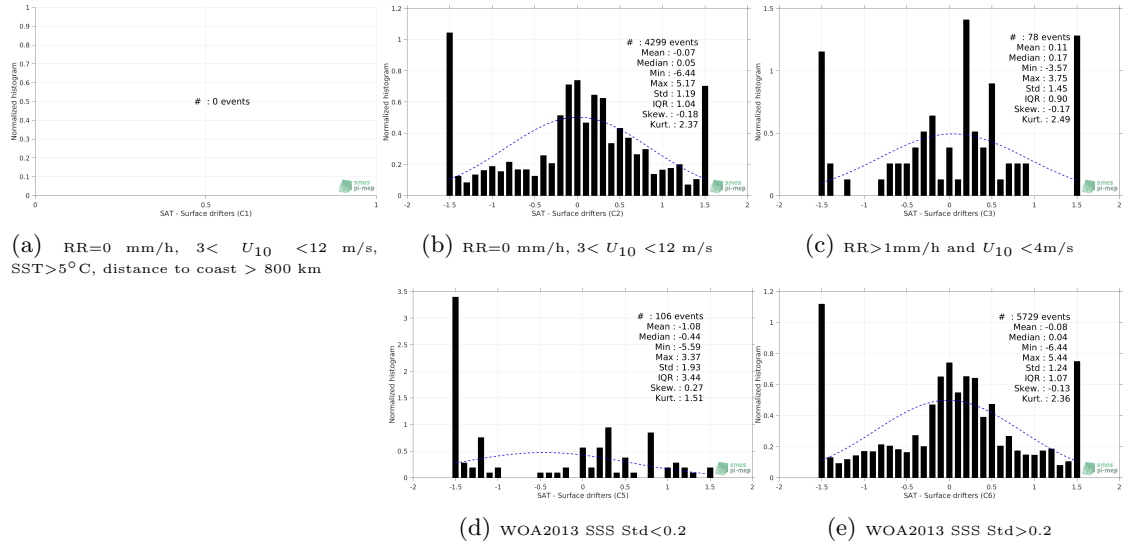 1
0.9
0.8
0.7
0.6
0.5
0.4
0.3
0.2
0.1
0
Normalized histogram
# : 0 events
smos
pi-mep
0 0.5 1
SAT - Surface drifters (C1)
(a) RR=0 mm/h, 3< U10 <12 m/s,
SST>5°C, distance to coast > 800 km
1.2
1
0.8
0.6
0.4
0.2
0
Normalized histogram
# : 4299 events
Mean : -0.07
Median : 0.05
Min : -6.44
Max : 5.17
Std : 1.19
IQR : 1.04
Skew. : -0.18
Kurt. : 2.37
smos
pi-mep
-2 -1.5 -1 -0.5 0 0.5 1 1.5 2
SAT - Surface drifters (C2)
(b) RR=0 mm/h, 3< U10 <12 m/s
1.5
1
0.5
0
Normalized histogram
# : 78 events
Mean : 0.11
Median : 0.17
Min : -3.57
Max : 3.75
Std : 1.45
IQR : 0.90
Skew. : -0.17
Kurt. : 2.49
smos
pi-mep
-2 -1.5 -1 -0.5 0 0.5 1 1.5 2
SAT - Surface drifters (C3)
(c) RR>1mm/h and U10 <4m/s
3.5
3
2.5
2
1.5
1
0.5
0
Normalized histogram
# : 106 events
Mean : -1.08
Median : -0.44
Min : -5.59
Max : 3.37
Std : 1.93
IQR : 3.44
Skew. : 0.27
Kurt. : 1.51
smos
pi-mep
-2 -1.5 -1 -0.5 0 0.5 1 1.5 2
SAT - Surface drifters (C5)
(d) WOA2013 SSS Std<0.2
1.2
1
0.8
0.6
0.4
0.2
0
Normalized histogram
# : 5729 events
Mean : -0.08
Median : 0.04
Min : -6.44
Max : 5.44
Std : 1.24
IQR : 1.07
Skew. : -0.13
Kurt. : 2.36
smos
pi-mep
-2 -1.5 -1 -0.5 0 0.5 1 1.5 2
SAT - Surface drifters (C6)
(e) WOA2013 SSS Std>0.2